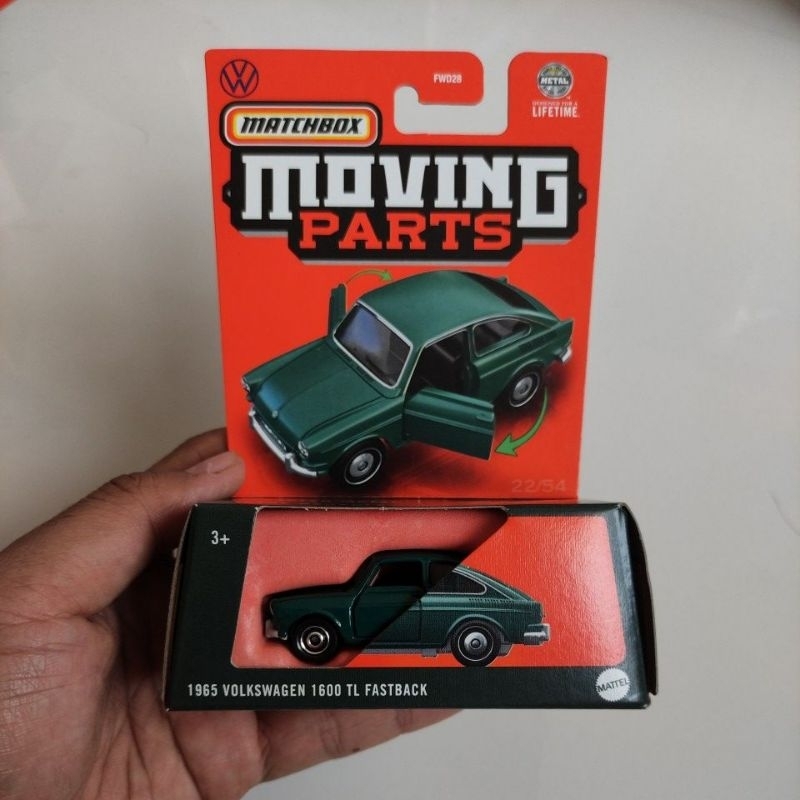 FWD28
METAL
DESIGNED FOR A
LIFETIME
MATCHBOX
MOVING
PARTS
22/54
3+
1965 VOLKSWAGEN 1600 TL FASTBACK
MATTEL